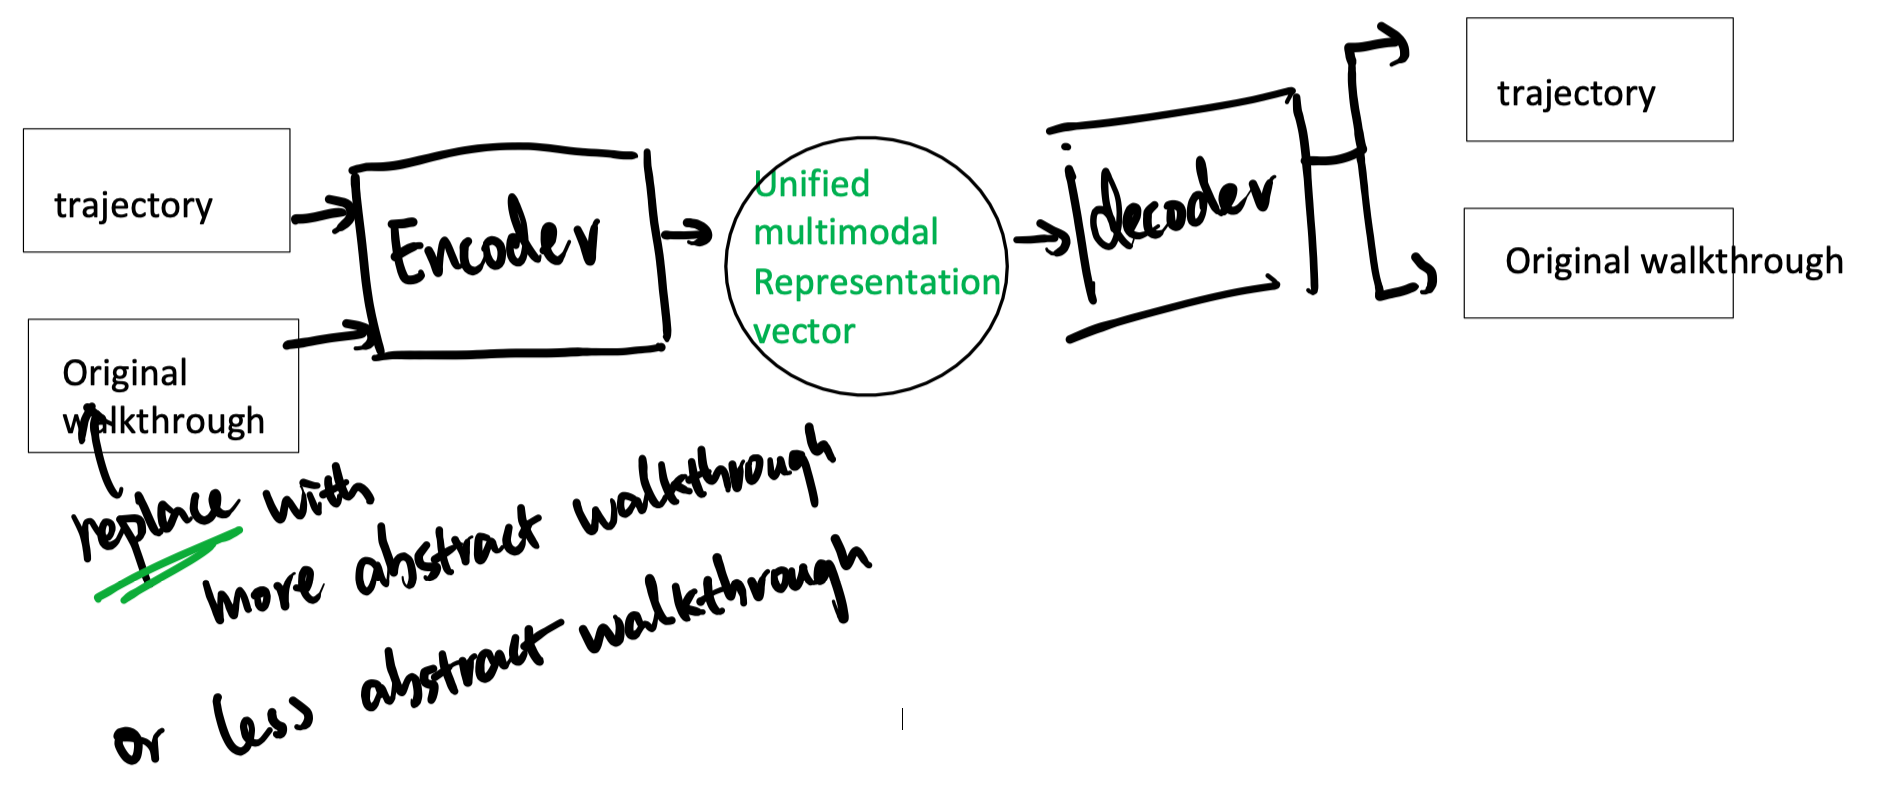 trajectory
Original
walkthrough
Encoder
Unified
multimodal
Representation
vector
decoder
trajectory
Original walkthrough
replace with
more abstract walkthrough
or less abstract walkthrough